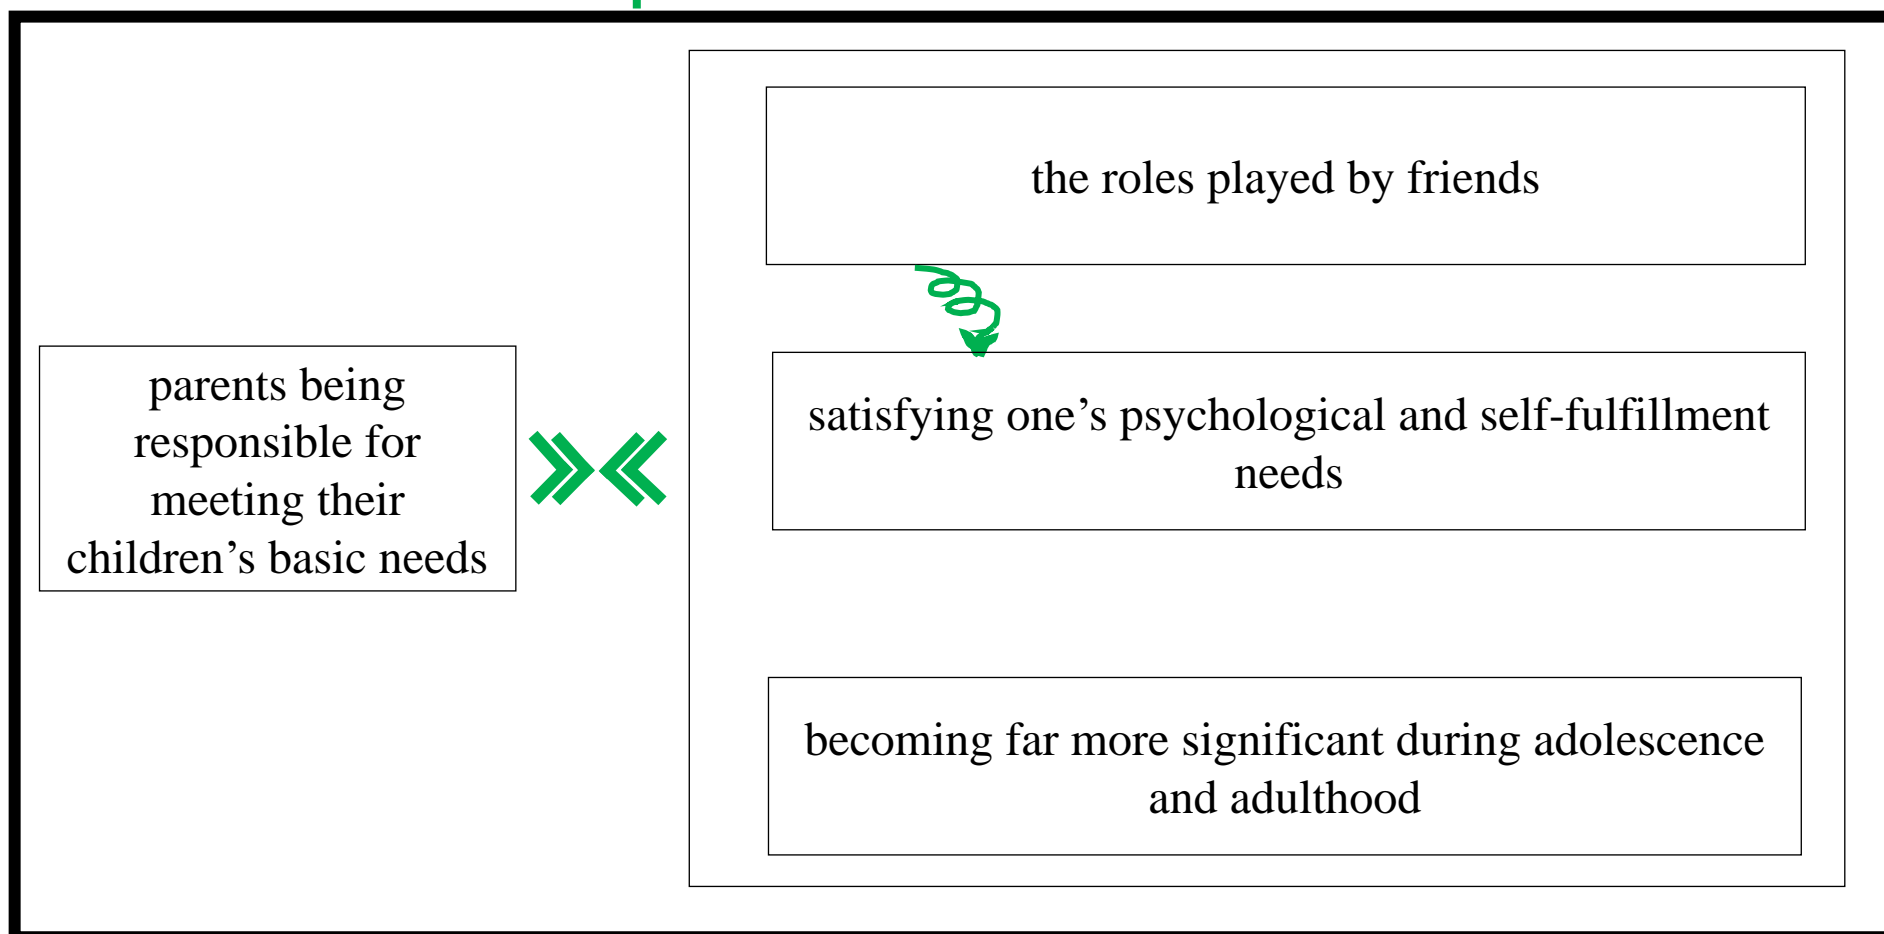 the roles played by friends
parents being
responsible for
meeting their
children’s basic needs
satisfying one’s psychological and self-fulfillment
needs
becoming far more significant during adolescence
and adulthood